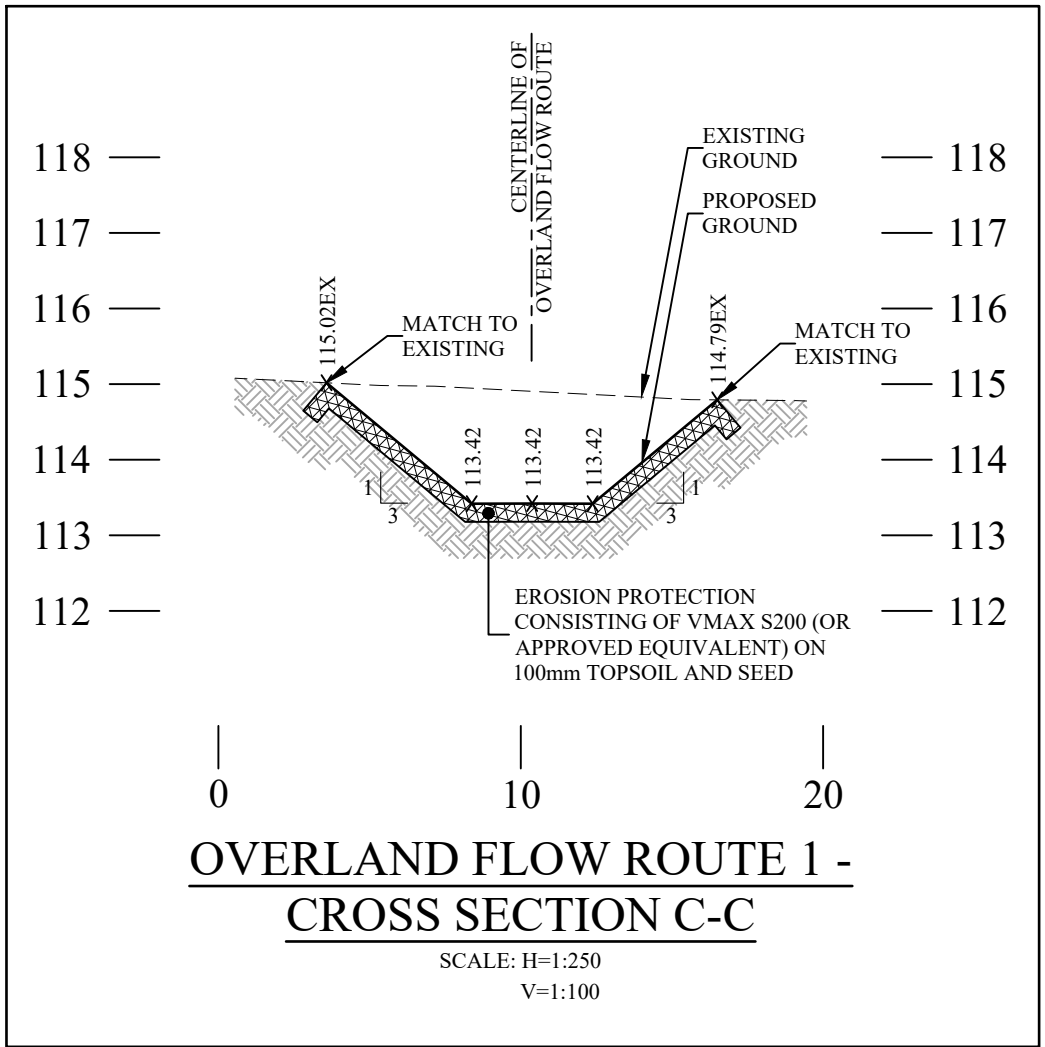 CENTERLINE OF
OVERLAND FLOW ROUTE
118
117
116
115
114
113
112
118
117
116
115
114
113
112
EXISTING
GROUND
PROPOSED
GROUND
115.02EX
MATCH TO
EXISTING
114.79EX
MATCH TO
EXISTING
113.42
113.42
113.42
1
3
1
3
EROSION PROTECTION
CONSISTING OF VMAX S200 (OR
APPROVED EQUIVALENT) ON
100mm TOPSOIL AND SEED
0
10
20
OVERLAND FLOW ROUTE 1 -
CROSS SECTION C-C
SCALE: H=1:250
V=1:100